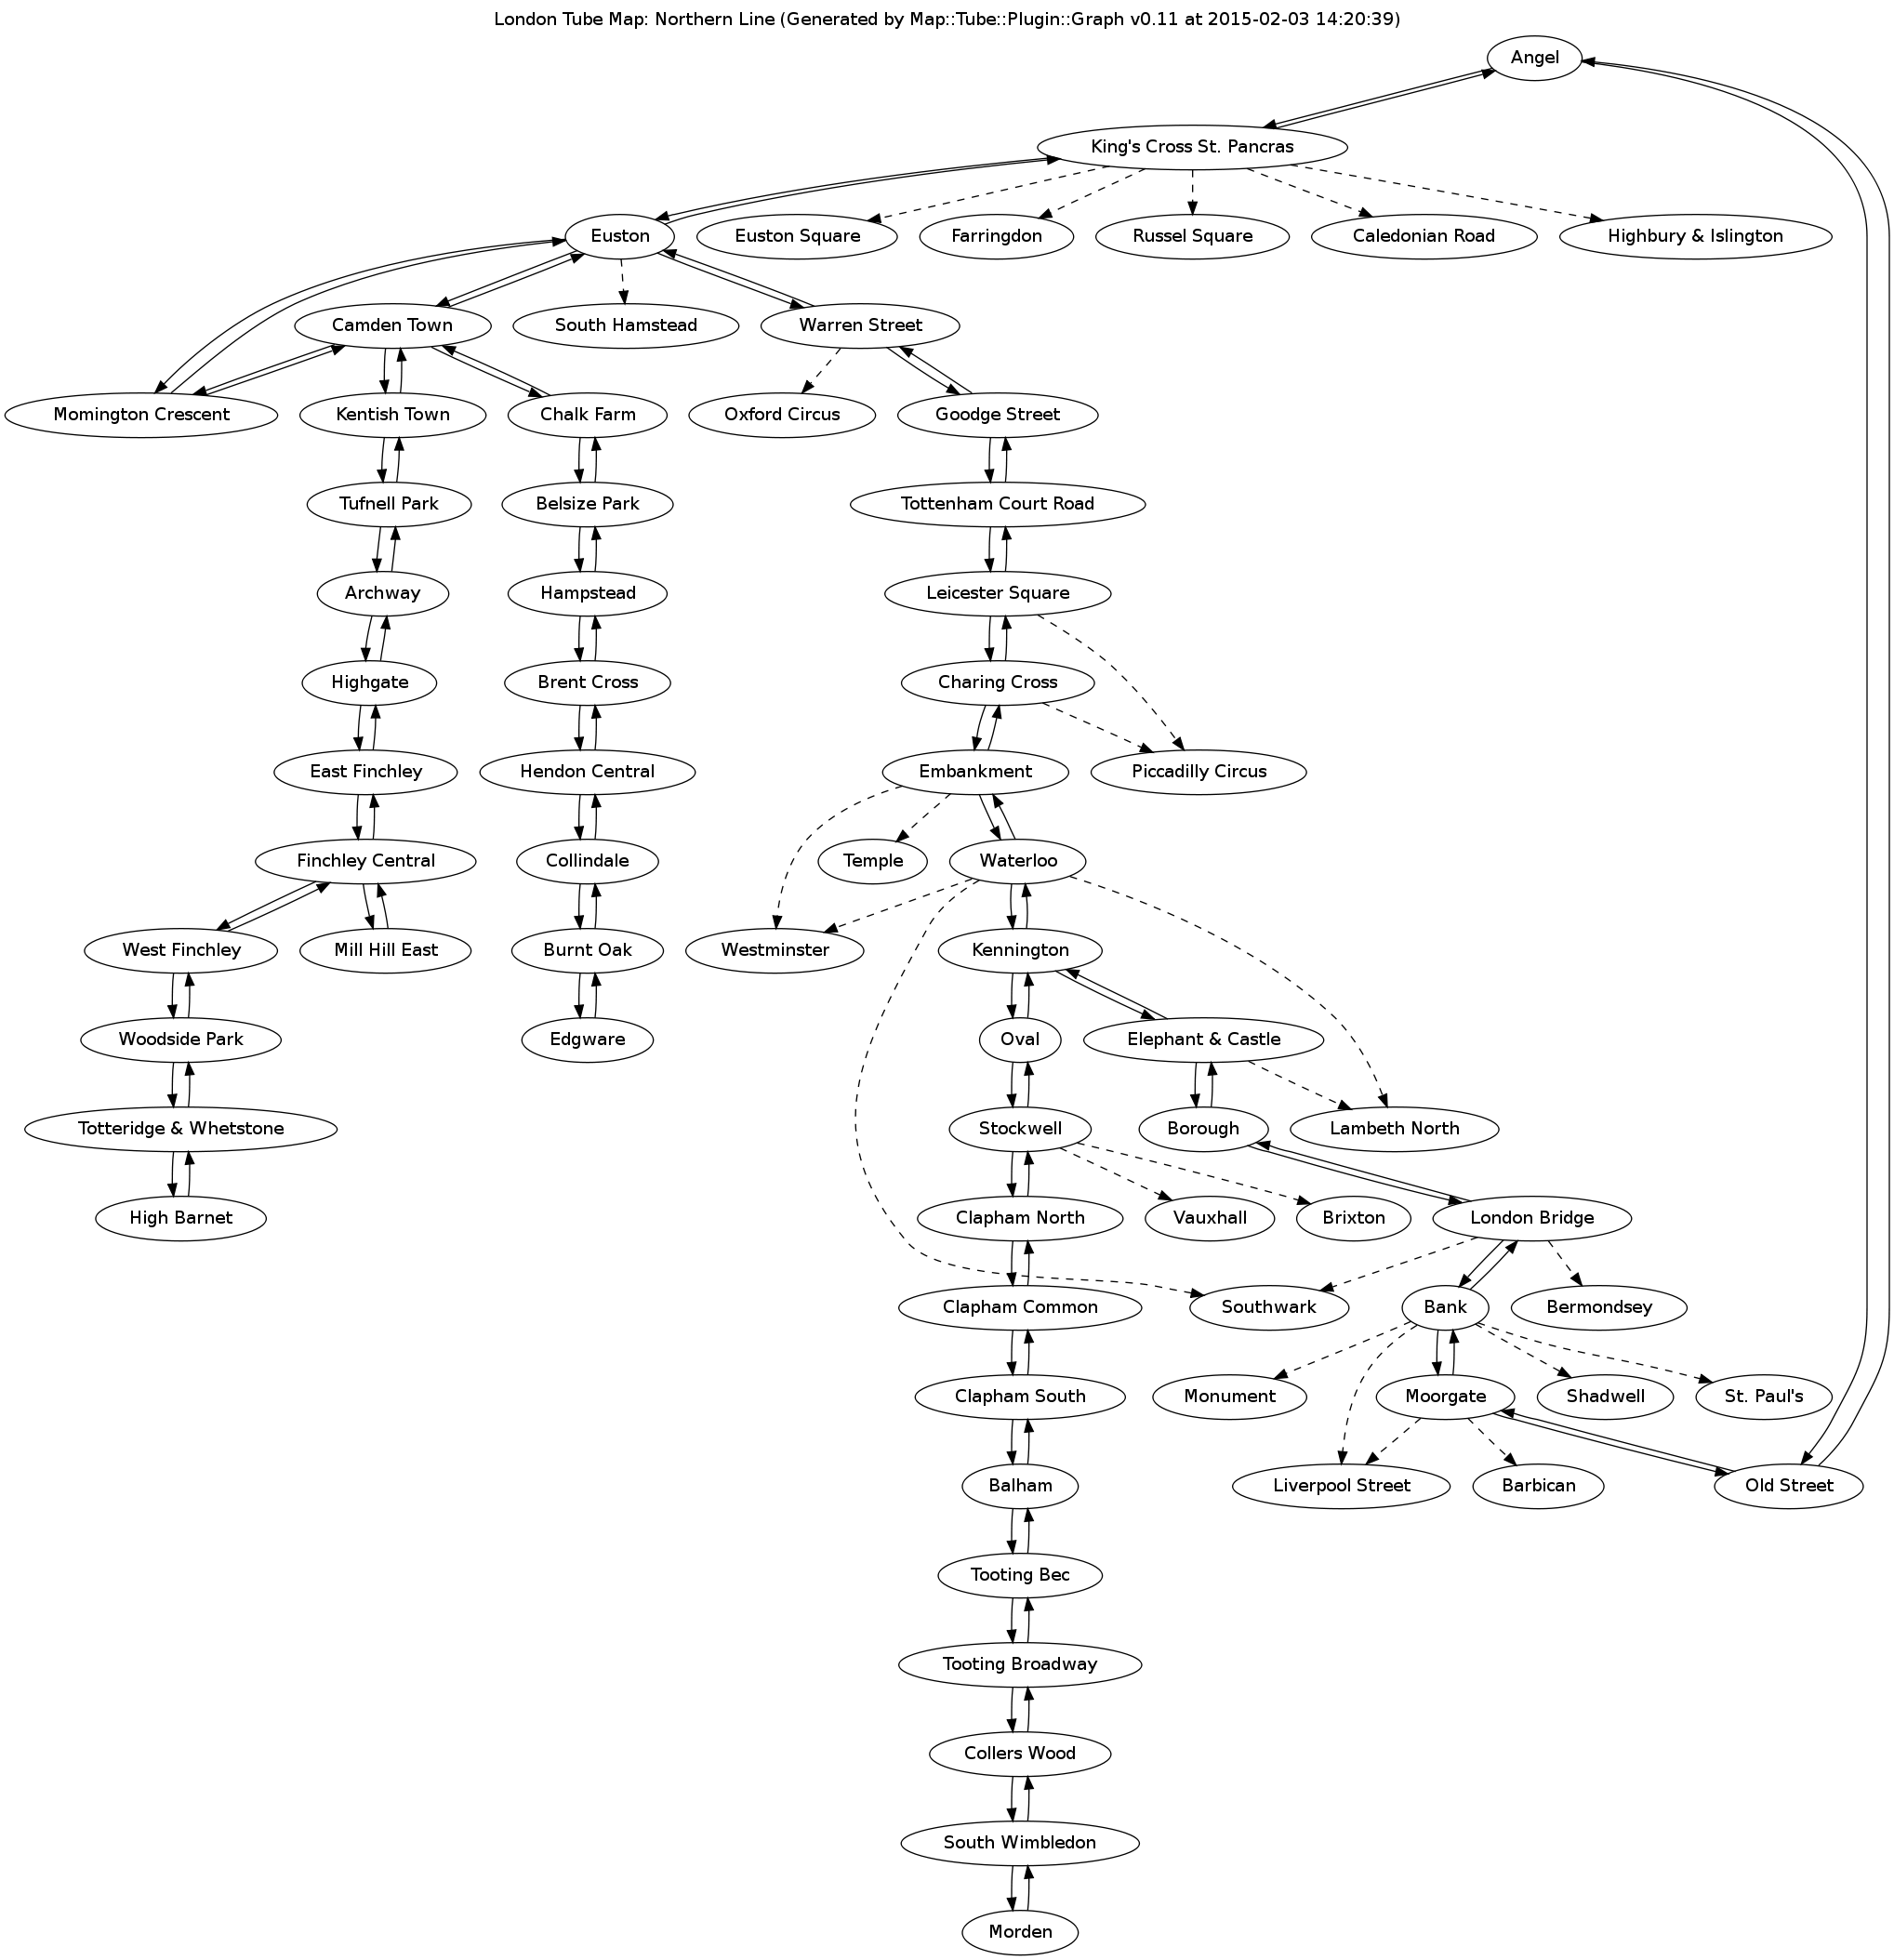 London Tube Map: Northern Line (Generated by Map::Tube::Plugin::Graph v0.11 at 2015-02-03 14:20:39)
Angel
King's Cross St. Pancras
Euston
Euston Square
Farringdon
Russel Square
Caledonian Road
Highbury & Islington
Camden Town
South Hamstead
Warren Street
Momington Crescent
Kentish Town
Chalk Farm
Oxford Circus
Goodge Street
Tufnell Park
Belsize Park
Tottenham Court Road
Archway
Hampstead
Leicester Square
Highgate
Brent Cross
Charing Cross
East Finchley
Hendon Central
Embankment
Piccadilly Circus
Finchley Central
Collindale
Temple
Waterloo
West Finchley
Mill Hill East
Burnt Oak
Westminster
Kennington
Woodside Park
Edgware
Oval
Elephant & Castle
Totteridge & Whetstone
Stockwell
Borough
Lambeth North
High Barnet
Clapham North
Vauxhall
Brixton
London Bridge
Clapham Common
Southwark
Bank
Bermondsey
Clapham South
Monument
Moorgate
Shadwell
St. Paul's
Balham
Liverpool Street
Barbican
Old Street
Tooting Bec
Tooting Broadway
Collers Wood
South Wimbledon
Morden